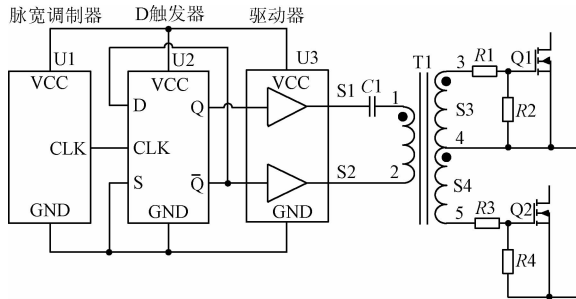 脉宽调制器
D触发器
驱动器
U1
U2
U3
VCC
VCC
VCC
D
Q
CLK
CLK
S
Q̅
GND
GND
GND
S1
C1
1
S2
2
T1
3
R1
Q1
S3
R2
4
S4
5
R3
Q2
R4